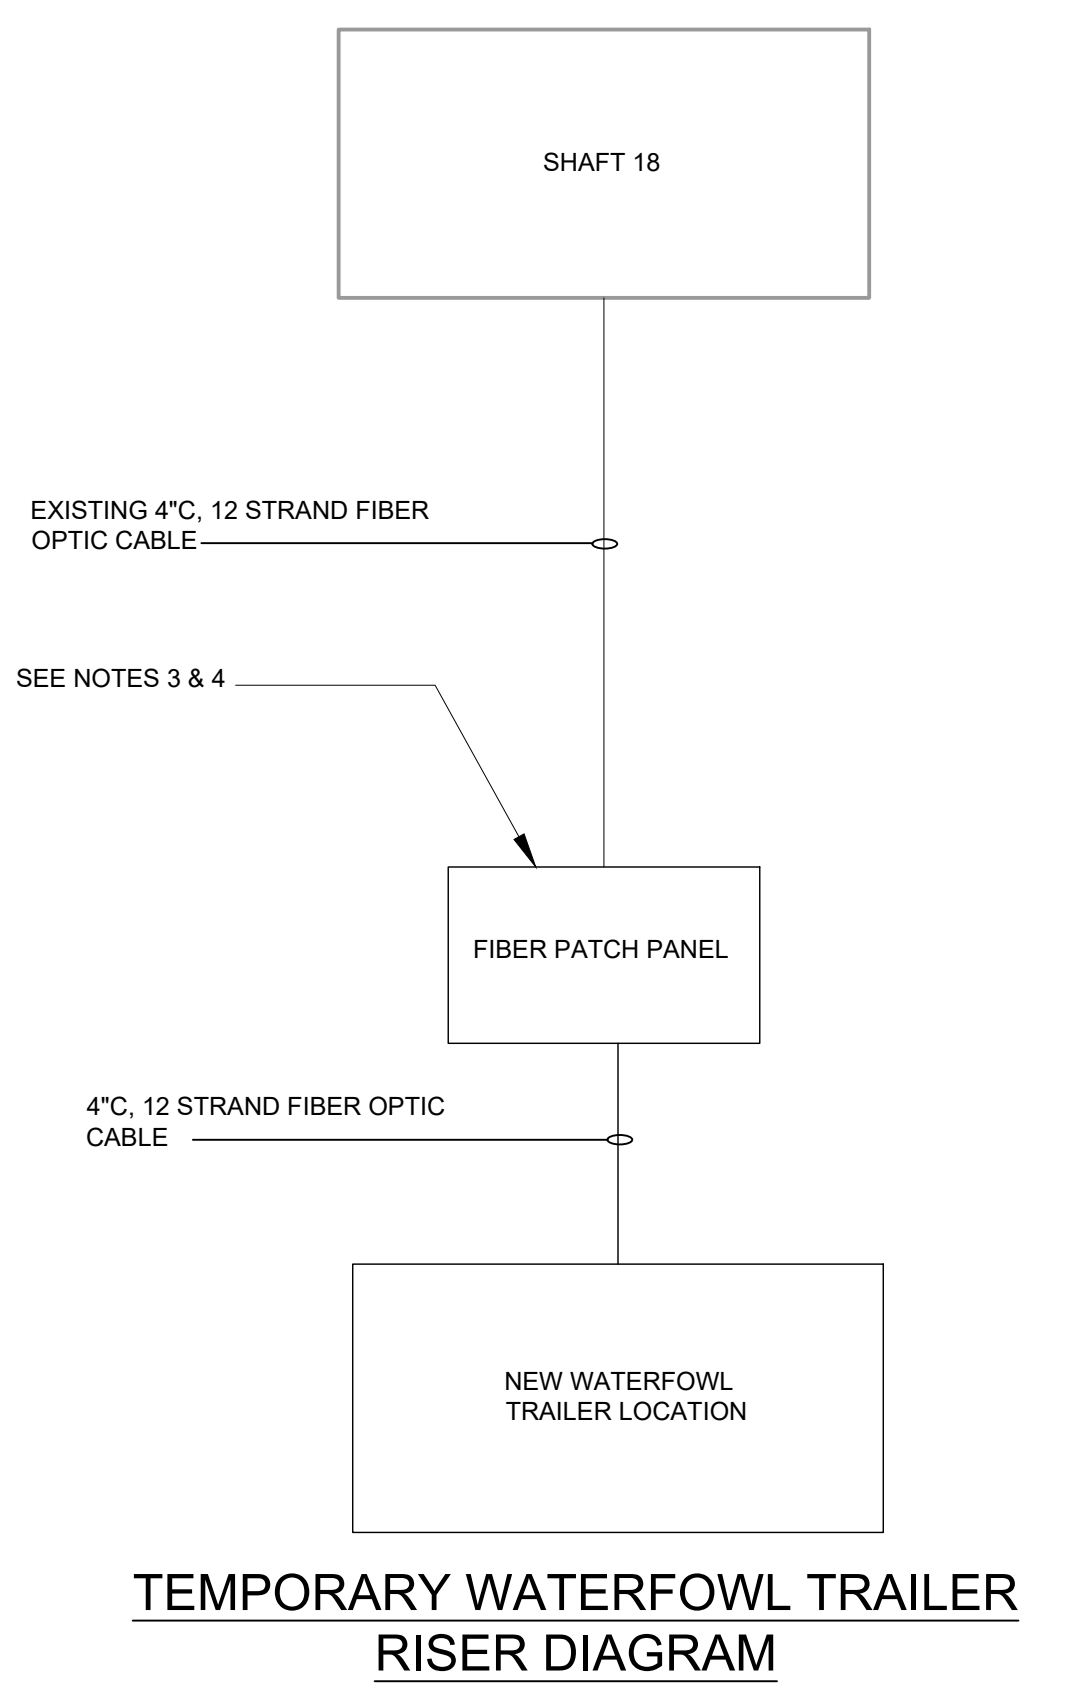 SHAFT 18
EXISTING 4"C, 12 STRAND FIBER
OPTIC CABLE
SEE NOTES 3 & 4
FIBER PATCH PANEL
4"C, 12 STRAND FIBER OPTIC
CABLE
NEW WATERFOWL
TRAILER LOCATION
TEMPORARY WATERFOWL TRAILER
RISER DIAGRAM